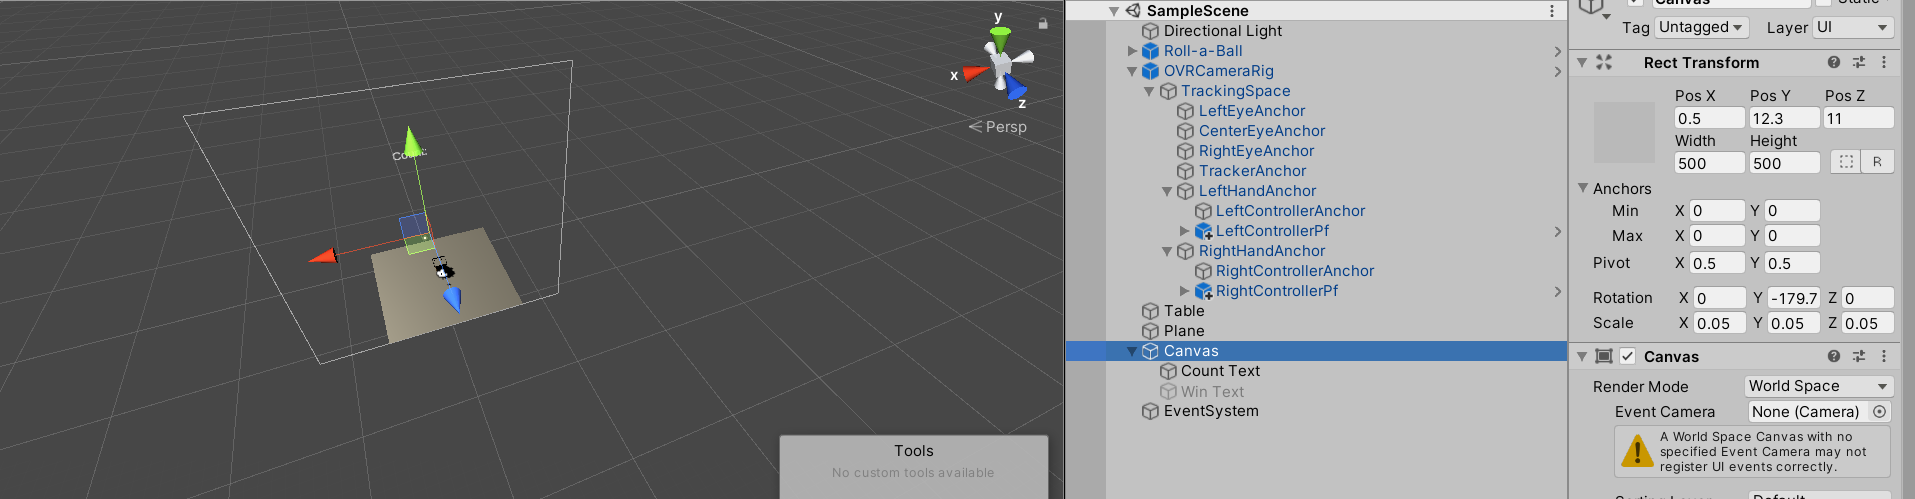 y
x
z
Persp
Tools
No custom tools available
SampleScene
Directional Light
Roll-a-Ball
OVRCameraRig
TrackingSpace
LeftEyeAnchor
CenterEyeAnchor
RightEyeAnchor
TrackerAnchor
LeftHandAnchor
LeftControllerAnchor
LeftControllerPf
RightHandAnchor
RightControllerAnchor
RightControllerPf
Table
Plane
Canvas
Count Text
Win Text
EventSystem
Canvas
Tag Untagged Layer UI
Rect Transform
Pos X Pos Y Pos Z
0.5 12.3 11
Width Height
500 500 R
Anchors
Min X 0 Y 0
Max X 0 Y 0
Pivot X 0.5 Y 0.5
Rotation X 0 Y -179.7 Z 0
Scale X 0.05 Y 0.05 Z 0.05
Canvas
Render Mode World Space
Event Camera None (Camera)
A World Space Canvas with no
specified Event Camera may not
register UI events correctly.